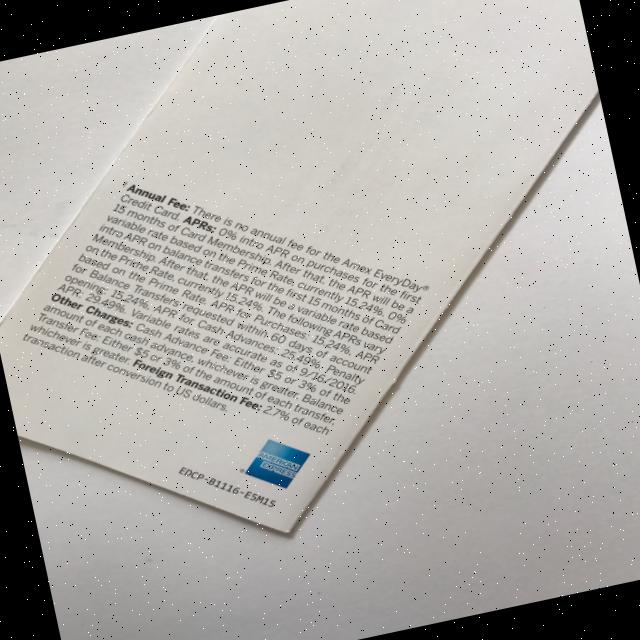 Annual Fee: There is no annual fee for the Amex EveryDay®
Credit Card. APRs: 0% intro APR on purchases for the first
15 months of Card Membership. After that, the APR will be a
variable rate based on the Prime Rate, currently 15.24%. 0%
intro APR on balance transfers for the first 15 months of Card
Membership. After that, the APR will be a variable rate based
on the Prime Rate, currently 15.24%. The following APRs vary
based on the Prime Rate. APR for Purchases: 15.24%. APR
for Balance Transfers requested within 60 days of account
opening: 15.24%. APR for Cash Advances: 25.49%. Penalty
APR: 29.49%. Variable rates are accurate as of 9/22/2016.
Other Charges: Cash Advance Fee: Either $5 or 3% of the
amount of each cash advance, whichever is greater. Balance
Transfer Fee: Either $5 or 3% of the amount of each transfer,
whichever is greater. Foreign Transaction Fee: 2.7% of each
transaction after conversion to US dollars.
AMERICAN
EXPRESS
®
EDCP-81116-E5M15